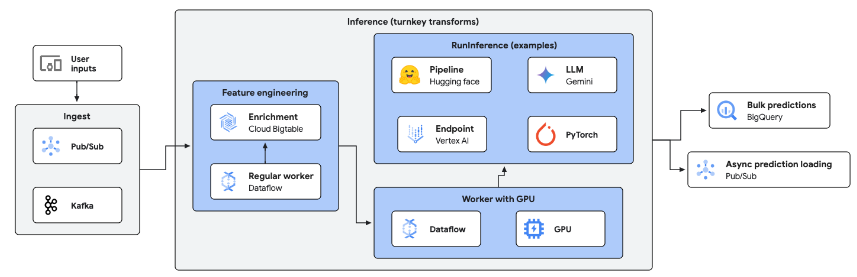 Inference (turnkey transforms)
User
inputs
Ingest
Pub/Sub
Kafka
Feature engineering
Enrichment
Cloud Bigtable
Regular worker
Dataflow
RunInference (examples)
Pipeline
Hugging face
LLM
Gemini
Endpoint
Vertex AI
PyTorch
Worker with GPU
Dataflow
GPU
Bulk predictions
BigQuery
Async prediction loading
Pub/Sub